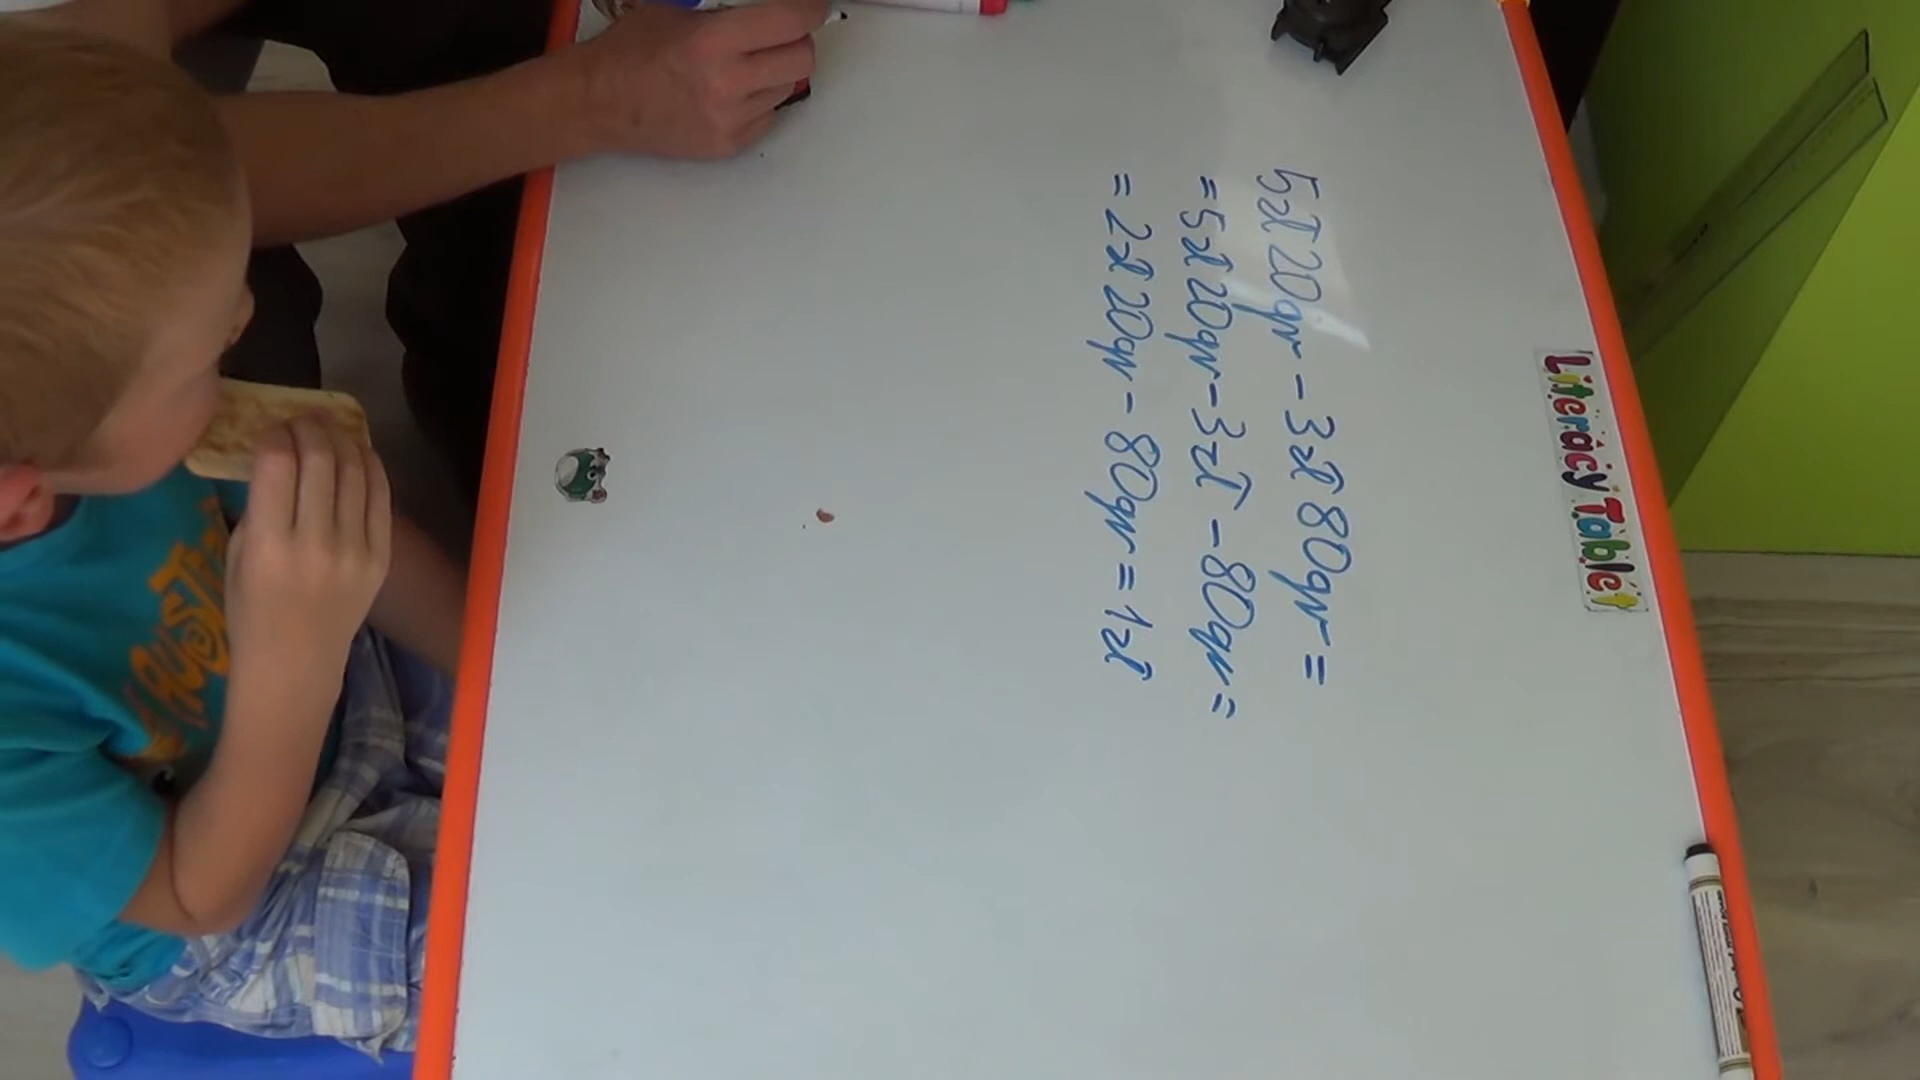 5zł 20gr - 3zł 80gr =
= 5zł 20gr - 3zł - 80gr =
= 2zł 20gr - 80gr = 1zł
Literacy Table